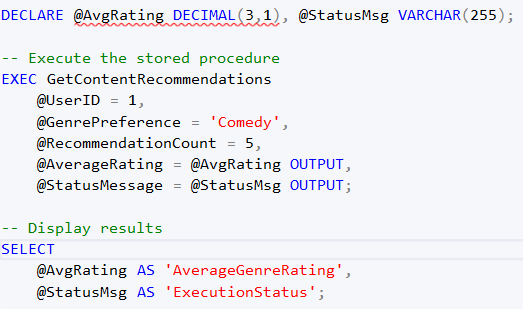 DECLARE @AvgRating DECIMAL(3,1), @StatusMsg VARCHAR(255);
-- Execute the stored procedure
EXEC GetContentRecommendations
@UserID = 1,
@GenrePreference = 'Comedy',
@RecommendationCount = 5,
@AverageRating = @AvgRating OUTPUT,
@StatusMessage = @StatusMsg OUTPUT;
-- Display results
SELECT
@AvgRating AS 'AverageGenreRating',
@StatusMsg AS 'ExecutionStatus';